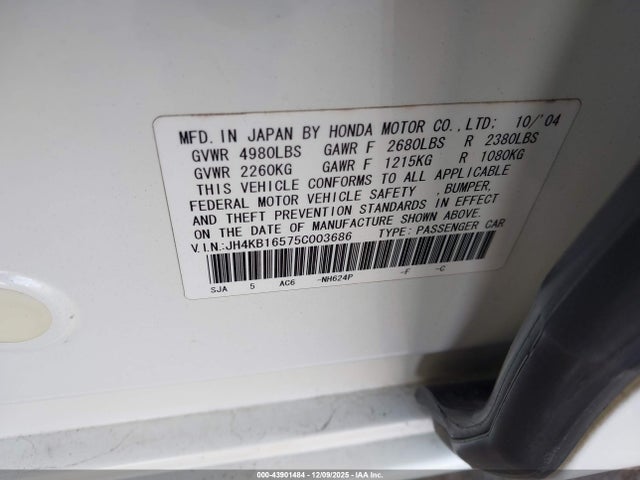 MFD. IN JAPAN BY HONDA MOTOR CO.,LTD; 10/'04
GVWR 4980LBS GAWR F 2680LBS R 2380LBS
GVWR 2260KG GAWR F 1215KG R 1080KG
THIS VEHICLE CONFORMS TO ALL APPLICABLE
FEDERAL MOTOR VEHICLE SAFETY ,BUMPER,
AND THEFT PREVENTION STANDARDS IN EFFECT
ON THE DATE OF MANUFACTURE SHOWN ABOVE.
V.I.N.:JH4KB16575C003686 TYPE: PASSENGER CAR
SJA 5 AC6 -NH624P -F -C
000-43901484 - 12/09/2025 - IAA Inc.